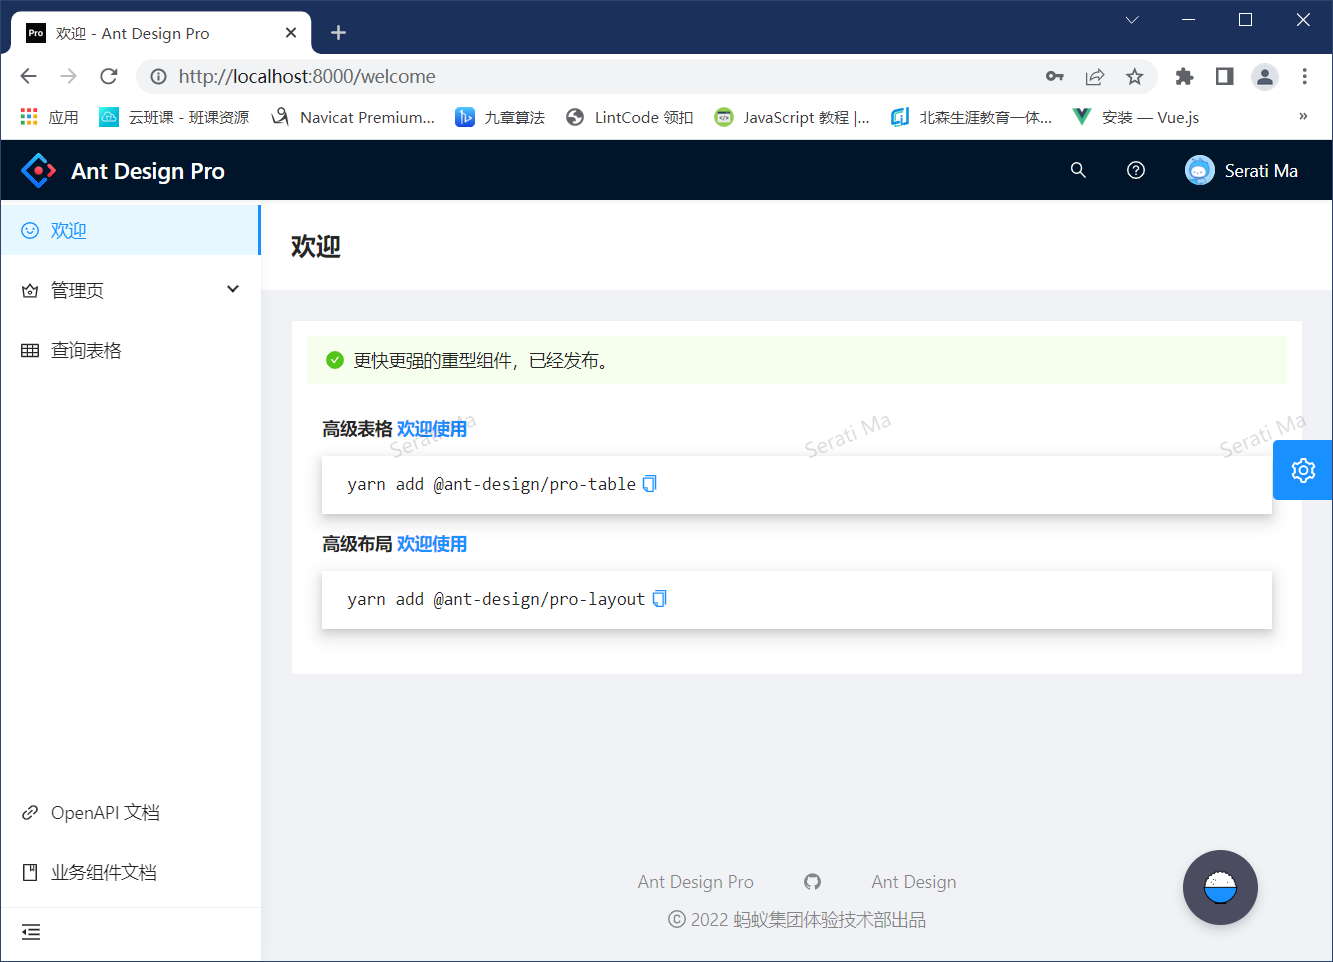 Pro 欢迎 - Ant Design Pro
http://localhost:8000/welcome
应用 云班课 - 班课资源 Navicat Premium... 九章算法 LintCode 领扣 JavaScript 教程 |... 北森生涯教育一体... 安装 — Vue.js »
Ant Design Pro Serati Ma
欢迎
管理页
查询表格
OpenAPI 文档
业务组件文档
欢迎
更快更强的重型组件，已经发布。
高级表格 欢迎使用
Serati Ma Serati Ma Serati Ma
yarn add @ant-design/pro-table
高级布局 欢迎使用
yarn add @ant-design/pro-layout
Ant Design Pro Ant Design
© 2022 蚂蚁集团体验技术部出品